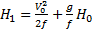 H₁ = V₀²/2f + g/f H₀